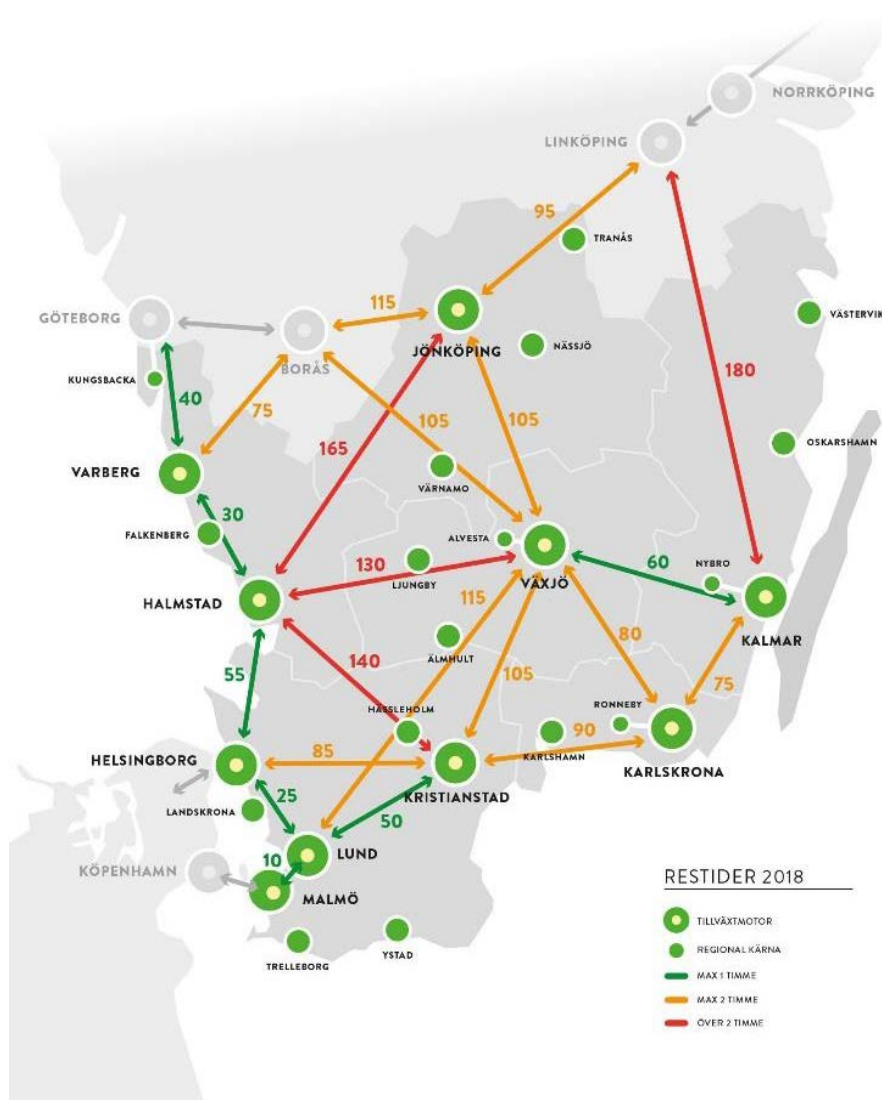 NORRKÖPING
LINKÖPING
95
TRANÅS
GÖTEBORG
115
VÄSTERVIK
JÖNKÖPING
NÄSSJÖ
BORÅS
KUNGSBACKA
40
75
180
105
105
165
OSKARSHAMN
VARBERG
VÄRNAMO
30
FALKENBERG
ALVESTA
130
LJUNGBY
VÄXJÖ
60
NYBRO
HALMSTAD
115
KALMAR
80
ÄLMHULT
140
55
105
75
HÄSSLEHOLM
RONNEBY
90
85
HELSINGBORG
KARLSHAMN
KARLSKRONA
25
KRISTIANSTAD
LANDSKRONA
50
10
LUND
KÖPENHAMN
MALMÖ
YSTAD
TRELLEBORG
RESTIDER 2018
TILLVÄXTMOTOR
REGIONAL KÄRNA
MAX 1 TIMME
MAX 2 TIMME
ÖVER 2 TIMME